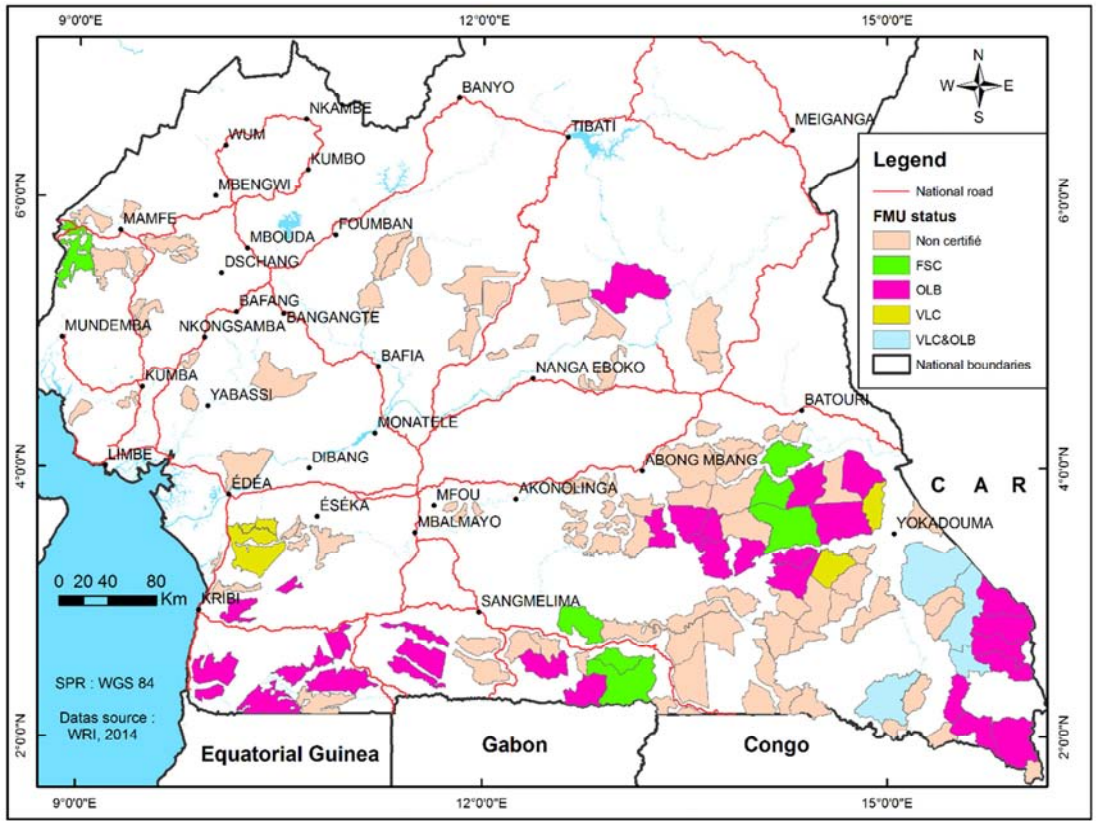 9°0'0"E 12°0'0"E 15°0'0"E
N
W E
S
BANYO
NKAMBE
MEIGANGA
TIBATI
WUM
KUMBO
MBENGWI
6°0'0"N 6°0'0"N
MAMFE
FOUMBAN
MBOUDA
DSCHANG
BAFANG
BANGANGTE
MUNDEMBA
NKONGSAMBA
BAFIA
NANGA EBOKO
KUMBA
YABASSI
BATOURI
MONATELE
LIMBE
DIBANG
ABONG MBANG
4°0'0"N 4°0'0"N
ÉDÉA
C A R
MFOU
AKONOLINGA
ÉSÉKA
MBALMAYO
YOKADOUMA
KRIBI
SANGMELIMA
Legend
National road
FMU status
Non certifié
FSC
OLB
VLC
VLC&OLB
National boundaries
0 20 40 80
Km
SPR : WGS 84
Datas source :
WRI, 2014
2°0'0"N 2°0'0"N
Equatorial Guinea
Gabon
Congo
9°0'0"E 12°0'0"E 15°0'0"E